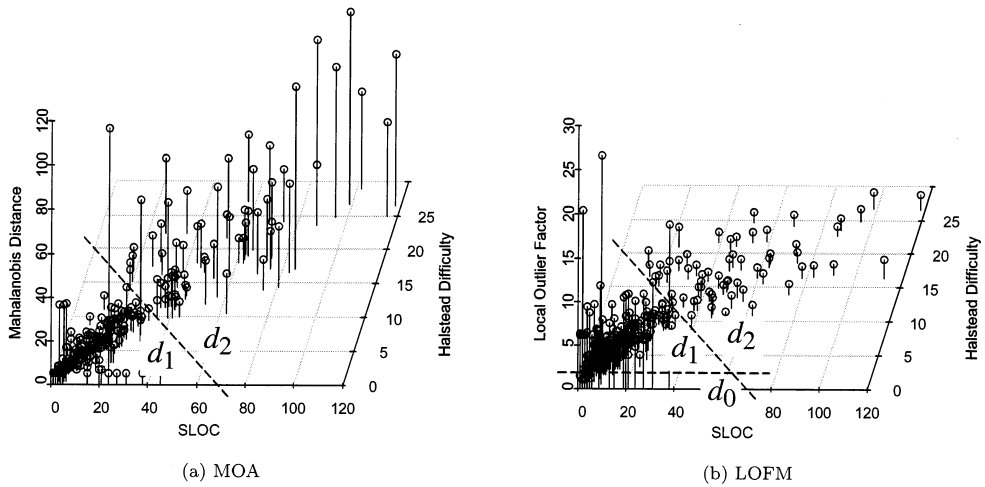 Mahalanobis Distance
120
100
80
60
40
20
0
0 20 40 60 80 100 120
SLOC
Halstead Difficulty
25
20
15
10
5
0
d1
d2
(a) MOA
Local Outlier Factor
30
25
20
15
10
5
0
0 20 40 60 80 100 120
SLOC
Halstead Difficulty
25
20
15
10
5
0
d1
d2
d0
(b) LOFM